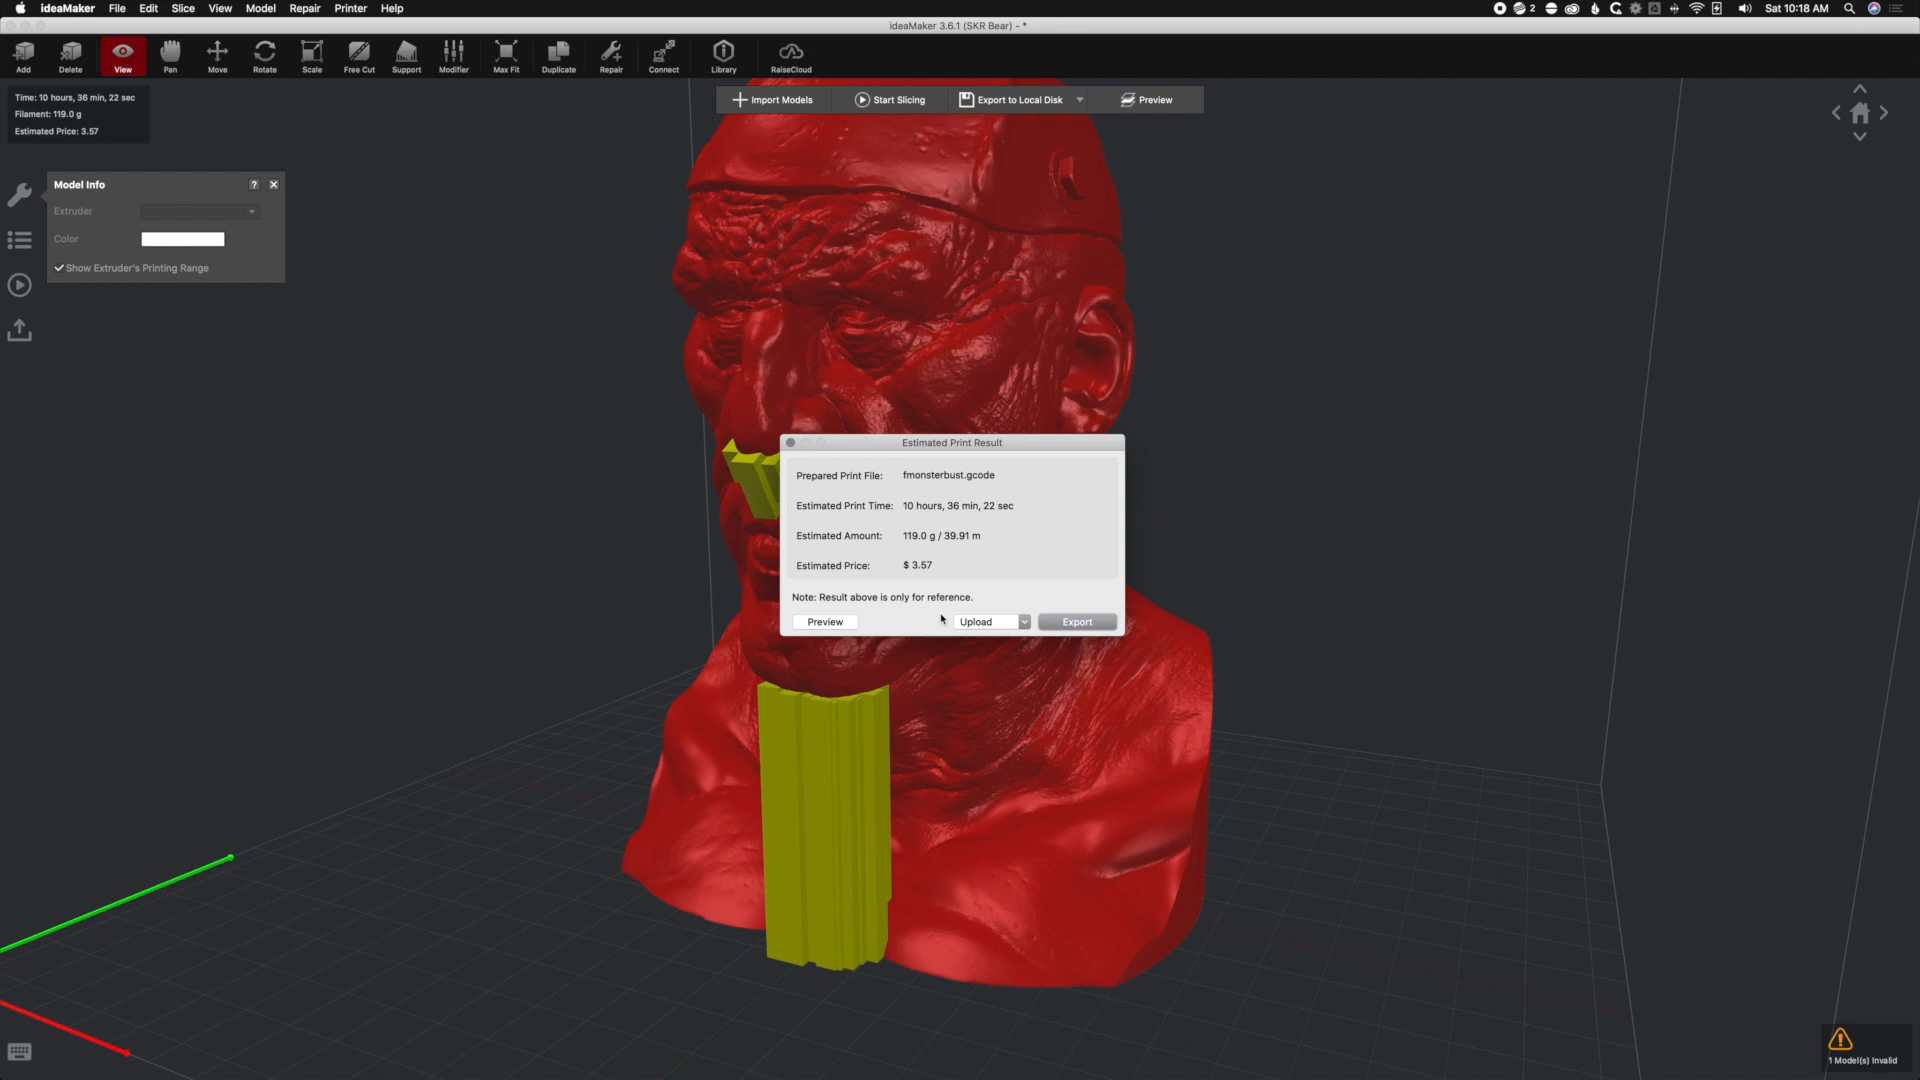 ideaMaker File Edit Slice View Model Repair Printer Help
2 Sat 10:18 AM
ideaMaker 3.6.1 (SKR Bear) - *
Add Delete View Pan Move Rotate Scale Free Cut Support Modifier Max Fit Duplicate Repair Connect Library RaiseCloud
Time: 10 hours, 36 min, 22 sec
Filament: 119.0 g
Estimated Price: 3.57
Import Models Start Slicing Export to Local Disk Preview
Model Info ?
Extruder
Color
Show Extruder's Printing Range
Estimated Print Result
Prepared Print File: fmonsterbust.gcode
Estimated Print Time: 10 hours, 36 min, 22 sec
Estimated Amount: 119.0 g / 39.91 m
Estimated Price: $ 3.57
Note: Result above is only for reference.
Preview Upload Export
1 Model(s) Invalid